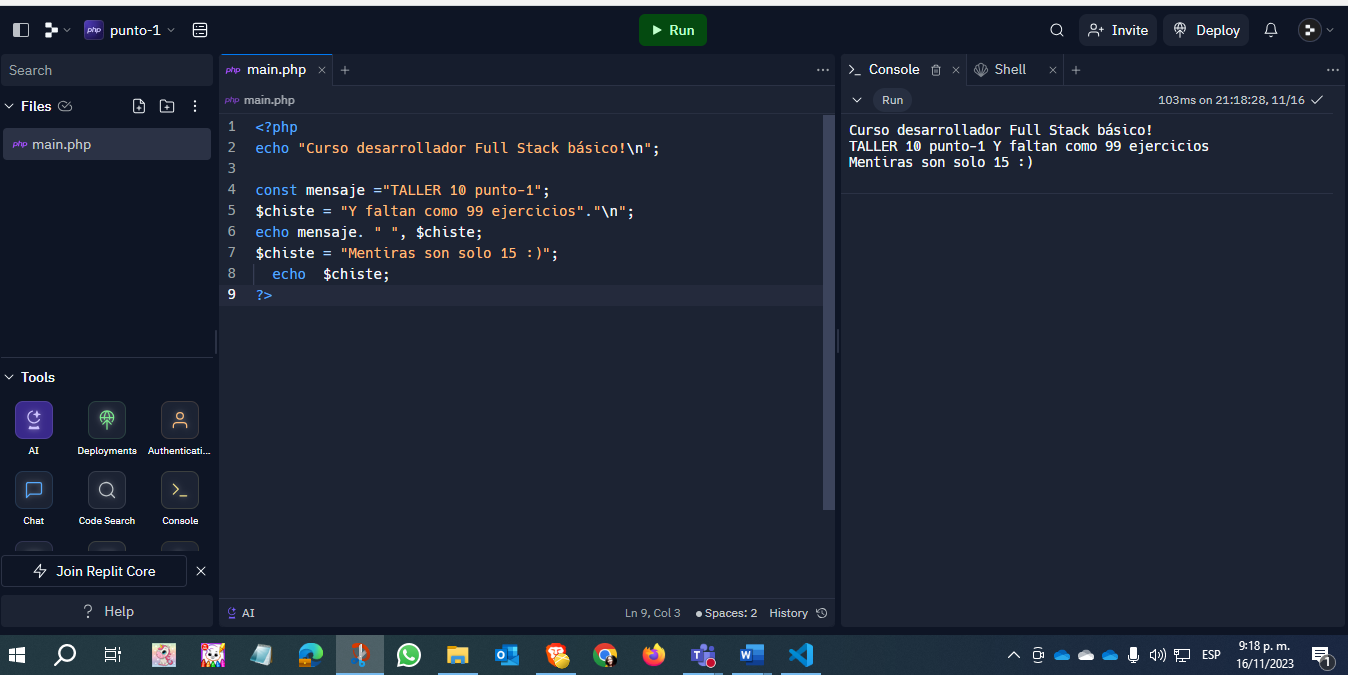 php punto-1
Run
Invite
Deploy
Search
Files
php main.php
Tools
AI
Deployments
Authenticati...
Chat
Code Search
Console
Join Replit Core
? Help
php main.php × +
php main.php
1 <?php
2 echo "Curso desarrollador Full Stack básico!\n";
3
4 const mensaje ="TALLER 10 punto-1";
5 $chiste = "Y faltan como 99 ejercicios"."\n";
6 echo mensaje. " ", $chiste;
7 $chiste = "Mentiras son solo 15 :)";
8   echo  $chiste;
9 ?>
AI
Ln 9, Col 3
Spaces: 2
History
Console
Shell
Run
103ms on 21:18:28, 11/16
Curso desarrollador Full Stack básico!
TALLER 10 punto-1 Y faltan como 99 ejercicios
Mentiras son solo 15 :)
ESP
9:18 p. m.
16/11/2023
1